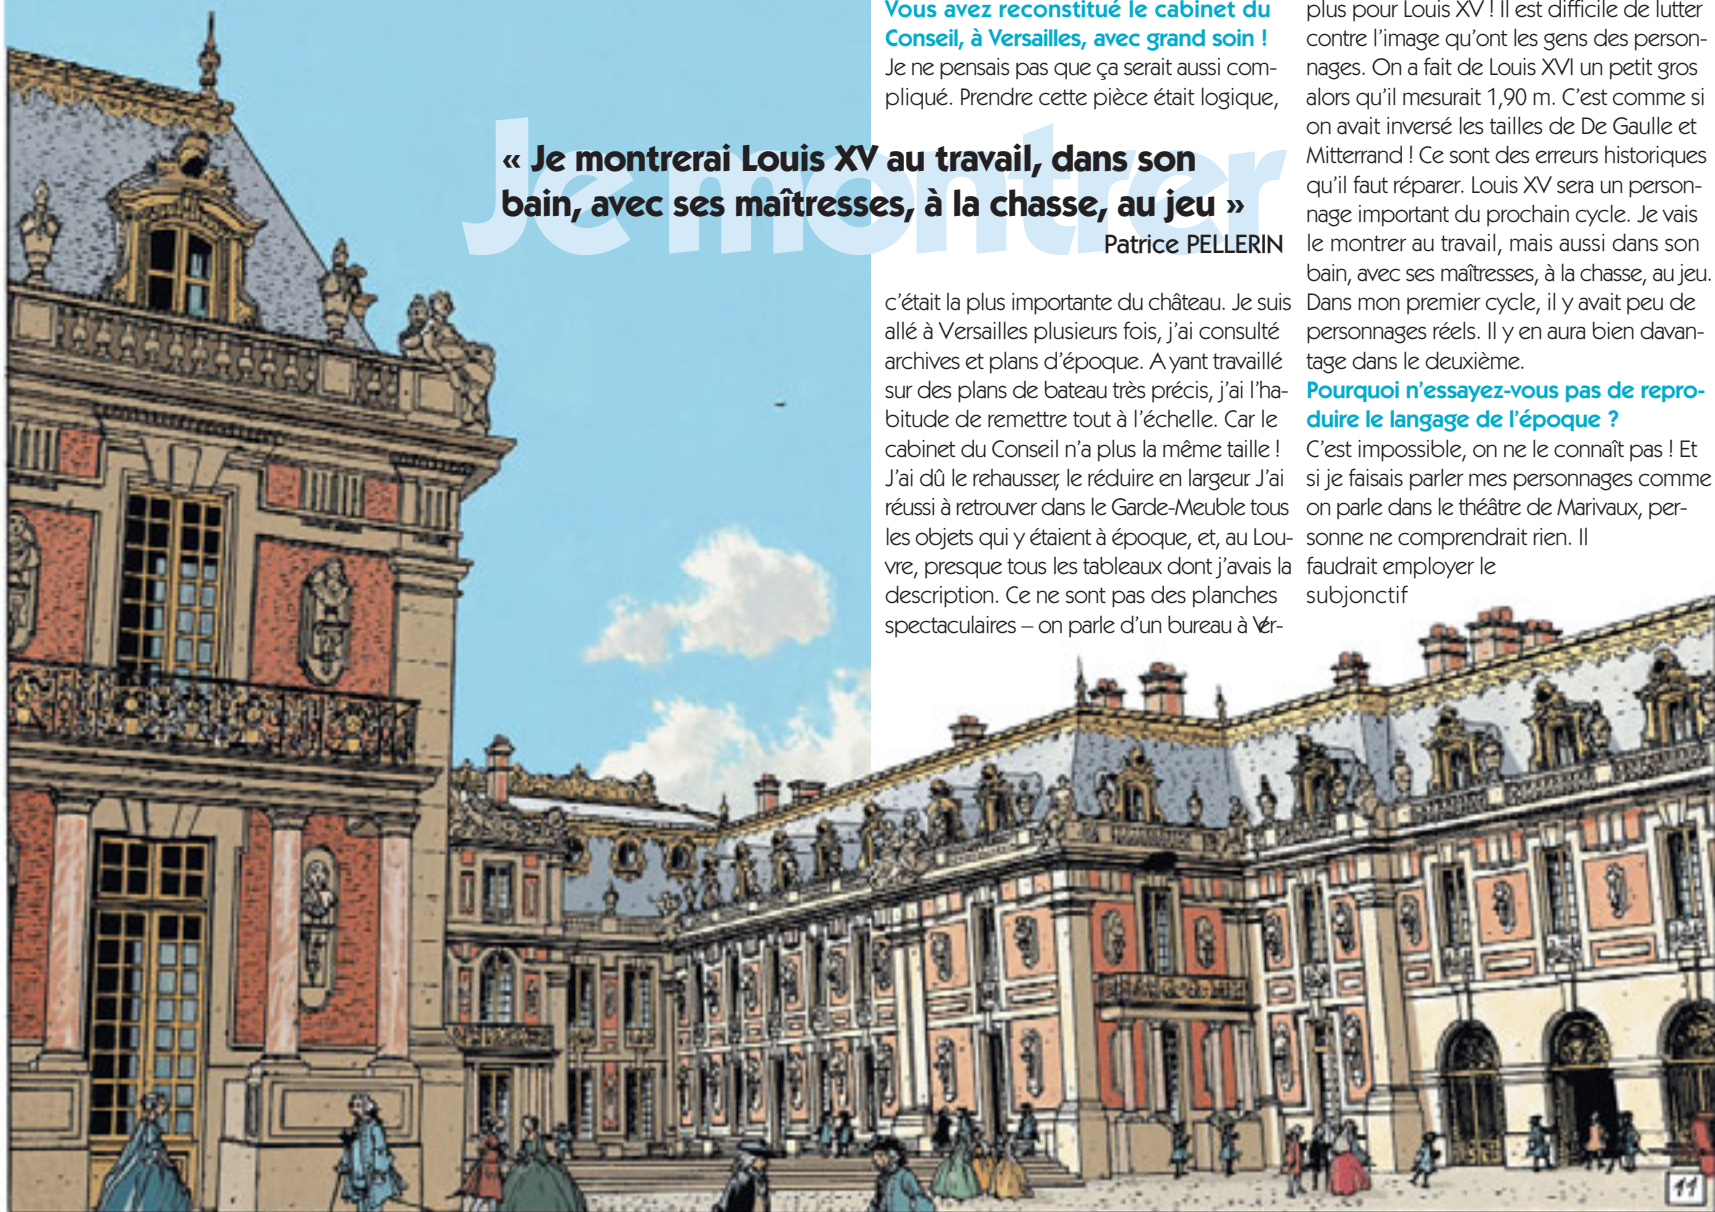 Vous avez reconstitué le cabinet du
Conseil, à Versailles, avec grand soin !
Je ne pensais pas que ça serait aussi com-
pliqué. Prendre cette pièce était logique,
Je montrer
« Je montrerai Louis XV au travail, dans son
bain, avec ses maîtresses, à la chasse, au jeu »
Patrice PELLERIN
c'était la plus importante du château. Je suis
allé à Versailles plusieurs fois, j'ai consulté
archives et plans d'époque. A yant travaillé
sur des plans de bateau très précis, j'ai l'ha-
bitude de remettre tout à l'échelle. Car le
cabinet du Conseil n'a plus la même taille !
J'ai dû le rehausser, le réduire en largeur. J'ai
réussi à retrouver dans le Garde-Meuble tous
les objets qui y étaient à époque, et, au Lou-
vre, presque tous les tableaux dont j'avais la
description. Ce ne sont pas des planches
spectaculaires – on parle d'un bureau à Ver-
plus pour Louis XV ! Il est difficile de lutter
contre l'image qu'ont les gens des person-
nages. On a fait de Louis XVI un petit gros
alors qu'il mesurait 1,90 m. C'est comme si
on avait inversé les tailles de De Gaulle et
Mitterrand ! Ce sont des erreurs historiques
qu'il faut réparer. Louis XV sera un person-
nage important du prochain cycle. Je vais
le montrer au travail, mais aussi dans son
bain, avec ses maîtresses, à la chasse, au jeu.
Dans mon premier cycle, il y avait peu de
personnages réels. Il y en aura bien davan-
tage dans le deuxième.
Pourquoi n'essayez-vous pas de repro-
duire le langage de l'époque ?
C'est impossible, on ne le connaît pas ! Et
si je faisais parler mes personnages comme
on parle dans le théâtre de Marivaux, per-
sonne ne comprendrait rien. Il
faudrait employer le
subjonctif
11